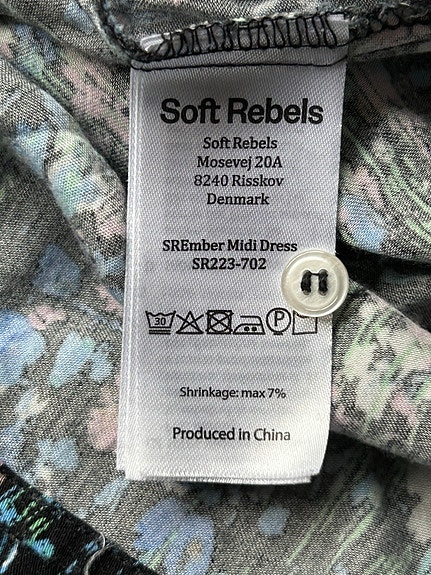 Soft Rebels
Soft Rebels
Mosevej 20A
8240 Risskov
Denmark
SREmber Midi Dress
SR223-702
30 P
Shrinkage: max 7%
Produced in China